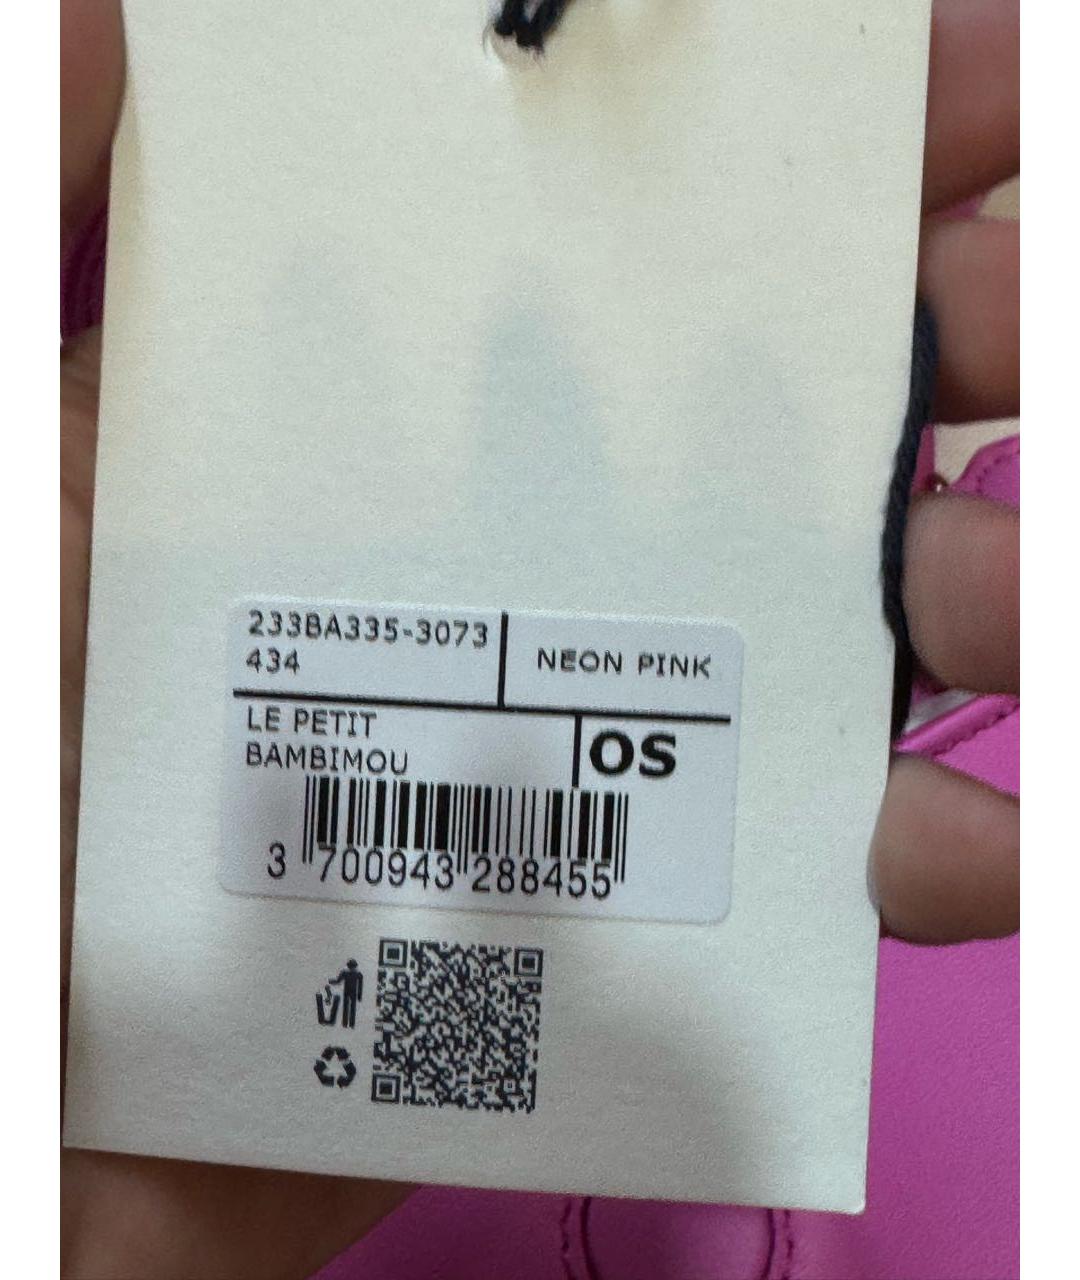 233BA335-3073
434
NEON PINK
LE PETIT
BAMBIMOU
OS
3 700943 288455